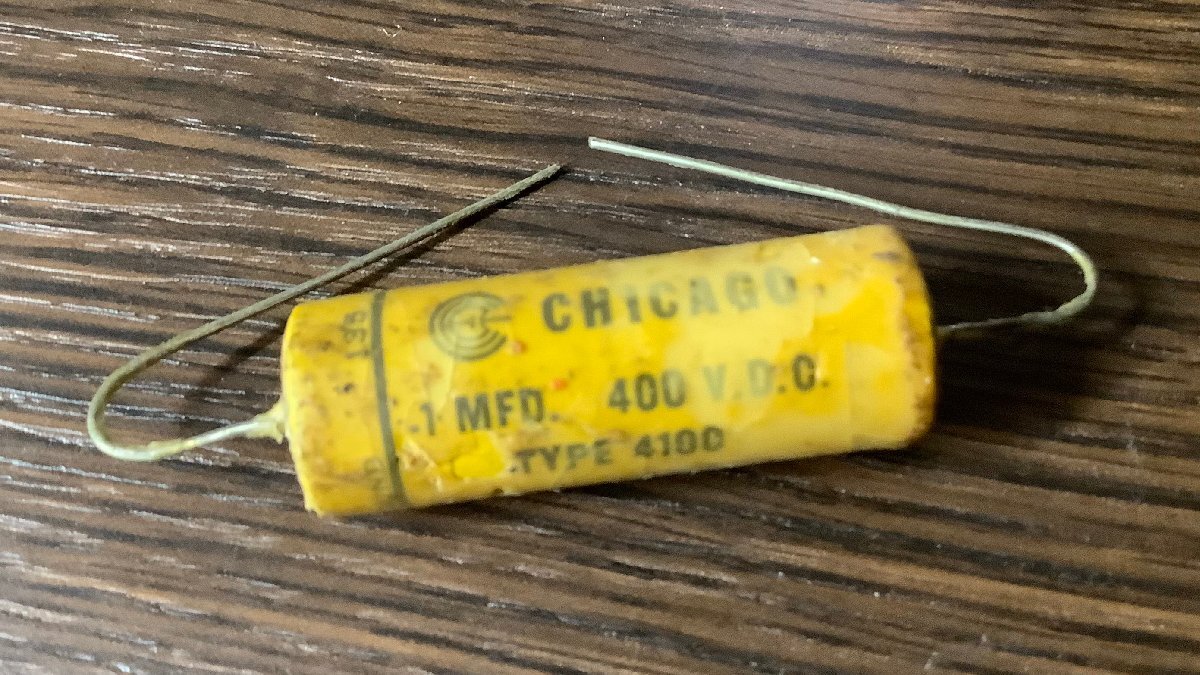 CHICAGO
.1 MFD. 400 V.D.C.
TYPE 4100